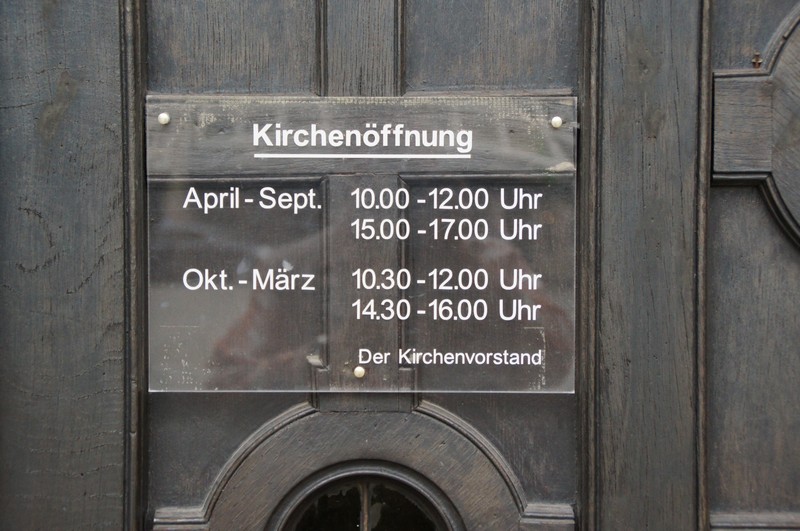 Kirchenöffnung
April - Sept. 10.00 - 12.00 Uhr
15.00 - 17.00 Uhr
Okt. - März 10.30 - 12.00 Uhr
14.30 - 16.00 Uhr
Der Kirchenvorstand